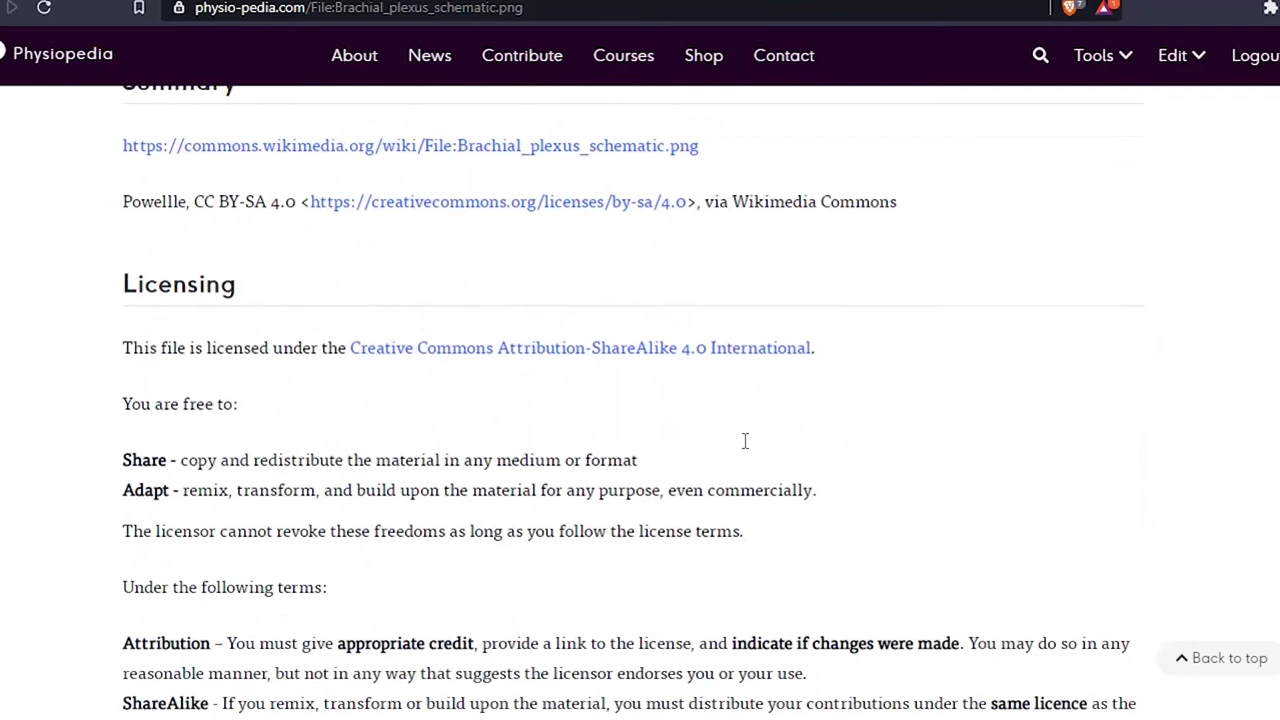 physio-pedia.com/File:Brachial_plexus_schematic.png
7
1
Physiopedia
About News Contribute Courses Shop Contact Tools Edit Logou
Summary
https://commons.wikimedia.org/wiki/File:Brachial_plexus_schematic.png
Powellle, CC BY-SA 4.0 <https://creativecommons.org/licenses/by-sa/4.0>, via Wikimedia Commons
Licensing
This file is licensed under the Creative Commons Attribution-ShareAlike 4.0 International.
You are free to:
Share - copy and redistribute the material in any medium or format
Adapt - remix, transform, and build upon the material for any purpose, even commercially.
The licensor cannot revoke these freedoms as long as you follow the license terms.
Under the following terms:
Attribution – You must give appropriate credit, provide a link to the license, and indicate if changes were made. You may do so in any
reasonable manner, but not in any way that suggests the licensor endorses you or your use.
Back to top
ShareAlike - If you remix, transform or build upon the material, you must distribute your contributions under the same licence as the